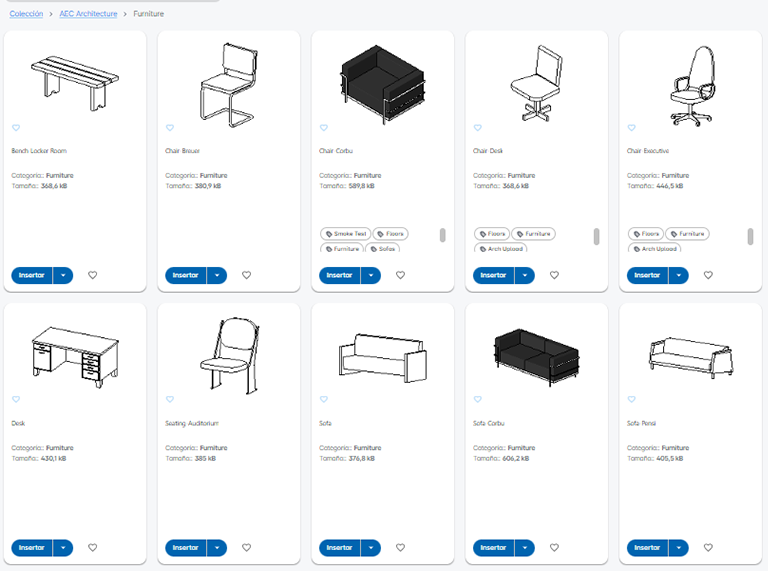 Colección > AEC Architecture > Furniture
Bench Locker Room
Categoría:: Furniture
Tamaño:: 368,6 kB
Insertar
Chair Breuer
Categoría:: Furniture
Tamaño:: 380,9 kB
Insertar
Chair Corbu
Categoría:: Furniture
Tamaño:: 589,8 kB
Smoke Test Floors
Furniture Sofas
Insertar
Chair Desk
Categoría:: Furniture
Tamaño:: 368,6 kB
Floors Furniture
Arch Upload
Insertar
Chair Executive
Categoría:: Furniture
Tamaño:: 446,5 kB
Floors Furniture
Arch Upload
Insertar
Desk
Categoría:: Furniture
Tamaño:: 430,1 kB
Insertar
Seating Auditorium
Categoría:: Furniture
Tamaño:: 385 kB
Insertar
Sofa
Categoría:: Furniture
Tamaño:: 376,8 kB
Insertar
Sofa Corbu
Categoría:: Furniture
Tamaño:: 606,2 kB
Insertar
Sofa Pensi
Categoría:: Furniture
Tamaño:: 405,5 kB
Insertar